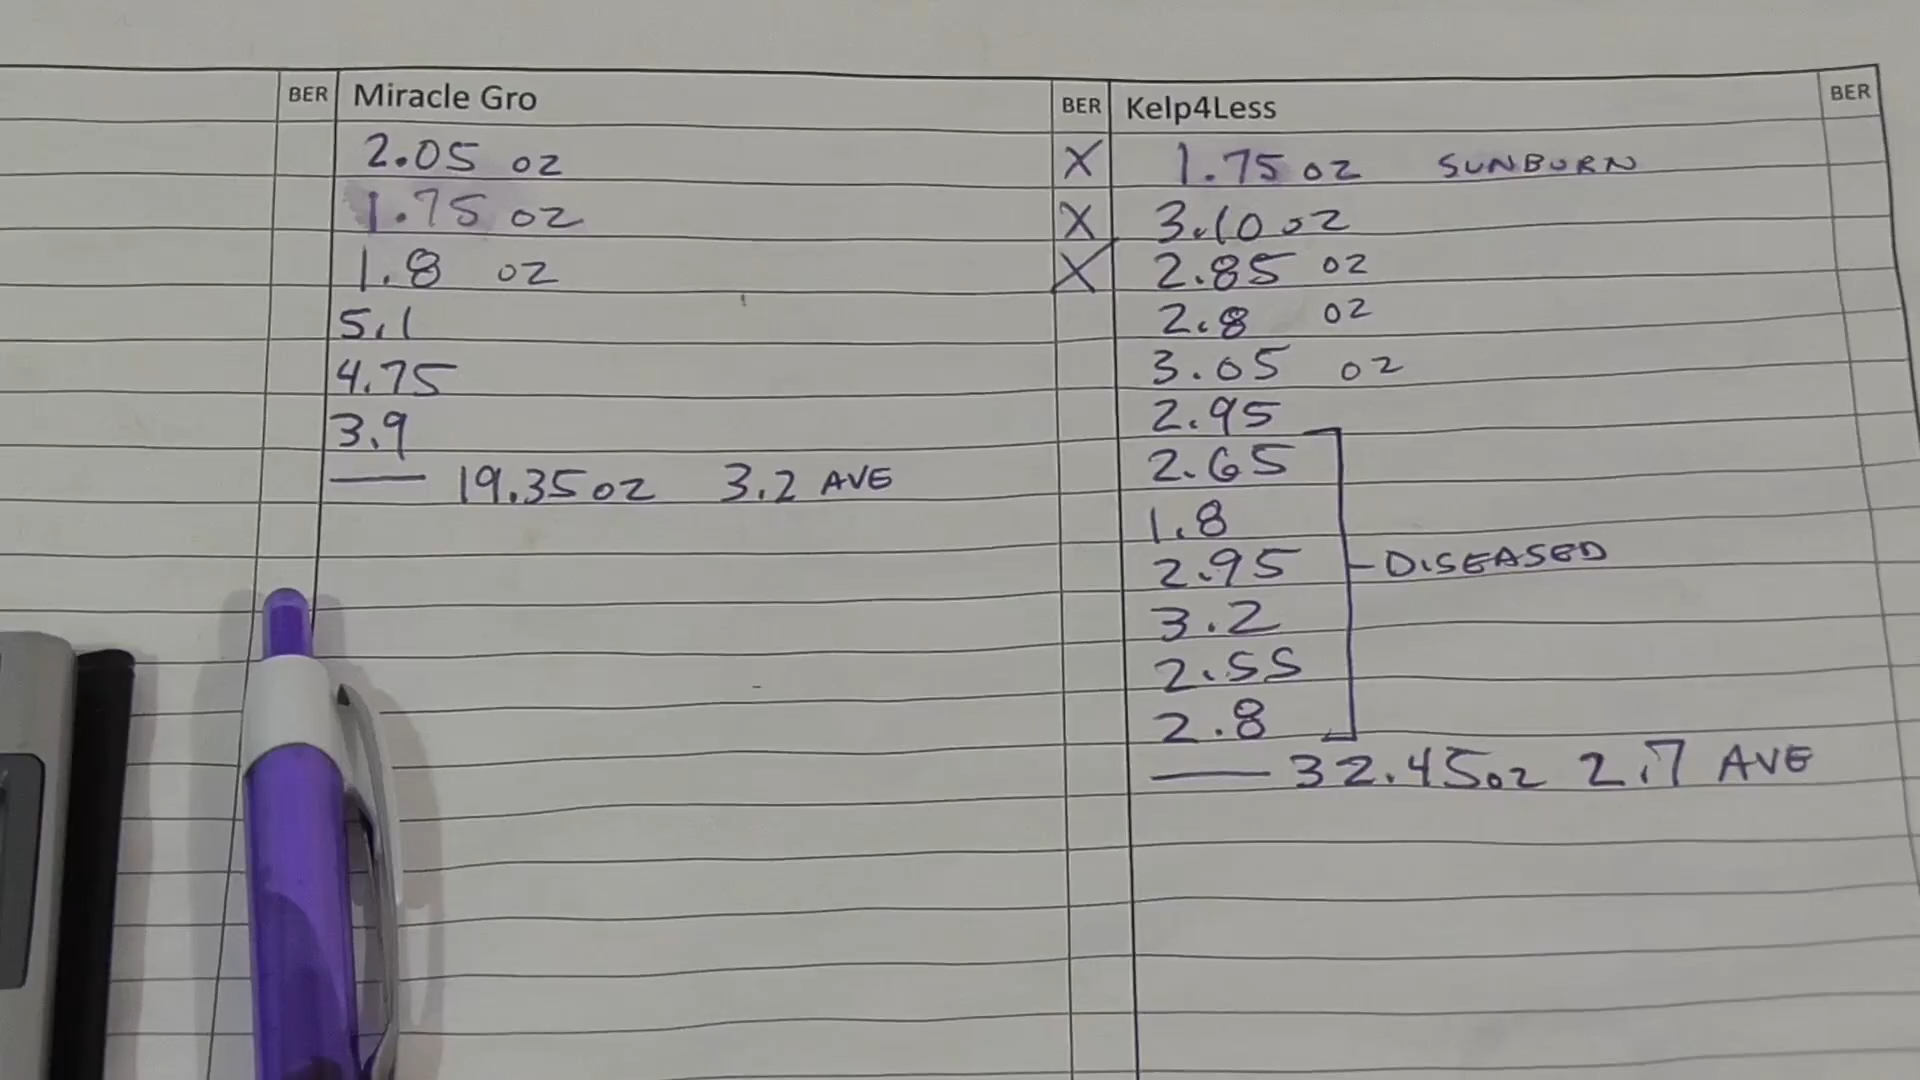 BER Miracle Gro BER Kelp4Less BER
2.05 oz X 1.75 oz SUNBURN
1.75 oz X 3.10 oz
1.8 oz X 2.85 oz
5.1 2.8 oz
4.75 3.05 oz
3.9 2.95
19.35 oz 3.2 AVE 2.65
1.8
2.95 DISEASED
3.2
2.55
2.8
32.45 oz 2.7 AVE